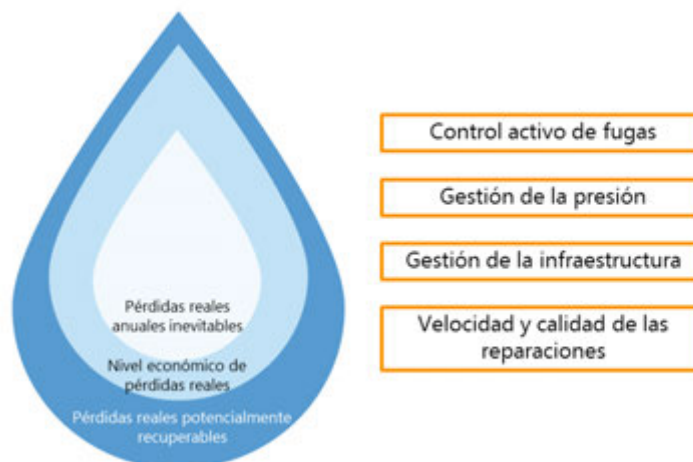 Pérdidas reales
anuales inevitables
Nivel económico de
pérdidas reales
Pérdidas reales potencialmente
recuperables
Control activo de fugas
Gestión de la presión
Gestión de la infraestructura
Velocidad y calidad de las
reparaciones